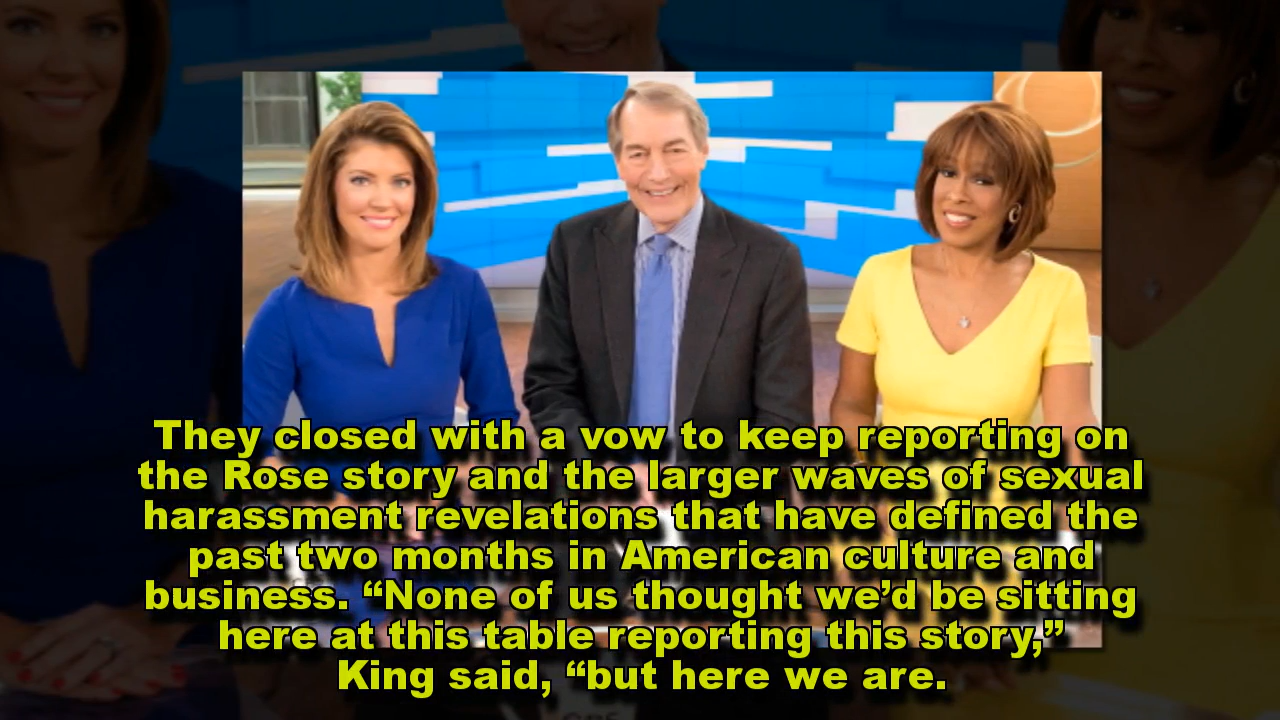 They closed with a vow to keep reporting on
the Rose story and the larger waves of sexual
harassment revelations that have defined the
past two months in American culture and
business. “None of us thought we’d be sitting
here at this table reporting this story,”
King said, “but here we are.